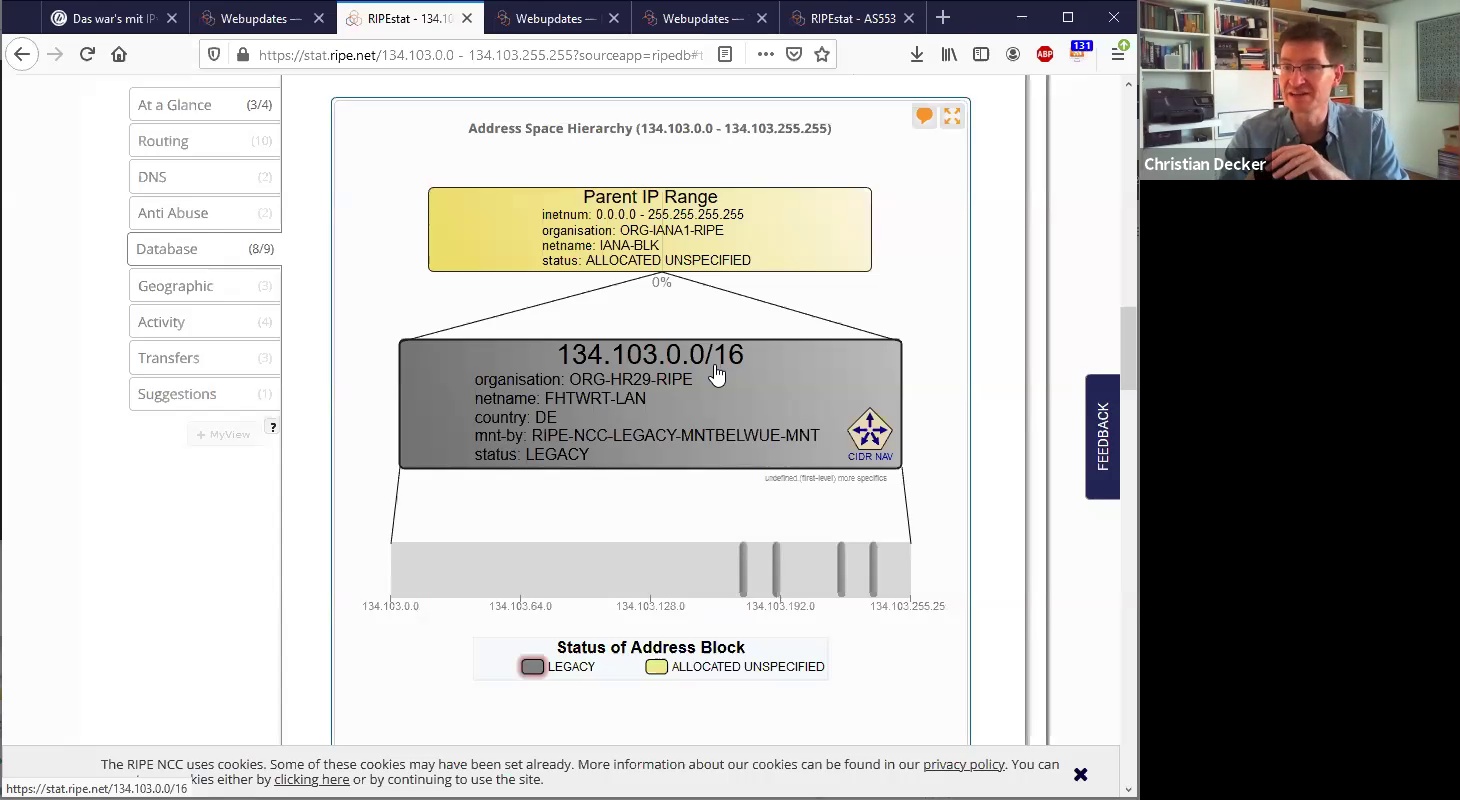 Das war's mit IP
Webupdates —
RIPEstat - 134.10
Webupdates —
Webupdates —
RIPEstat - AS553
https://stat.ripe.net/134.103.0.0 - 134.103.255.255?sourceapp=ripedb#t
ABP
131
At a Glance (3/4)
Routing (10)
DNS (2)
Anti Abuse (2)
Database (8/9)
Geographic (3)
Activity (4)
Transfers (3)
Suggestions (1)
+ MyView
?
Address Space Hierarchy (134.103.0.0 - 134.103.255.255)
Parent IP Range
inetnum: 0.0.0.0 - 255.255.255.255
organisation: ORG-IANA1-RIPE
netname: IANA-BLK
status: ALLOCATED UNSPECIFIED
0%
134.103.0.0/16
organisation: ORG-HR29-RIPE
netname: FHTWRT-LAN
country: DE
mnt-by: RIPE-NCC-LEGACY-MNTBELWUE-MNT
status: LEGACY
CIDR NAV
undefined (first-level) more specifics
134.103.0.0 134.103.64.0 134.103.128.0 134.103.192.0 134.103.255.25
Status of Address Block
LEGACY ALLOCATED UNSPECIFIED
FEEDBACK
The RIPE NCC uses cookies. Some of these cookies may have been set already. More information about our cookies can be found in our privacy policy. You can
kies either by clicking here or by continuing to use the site.
https://stat.ripe.net/134.103.0.0/16
Christian Decker